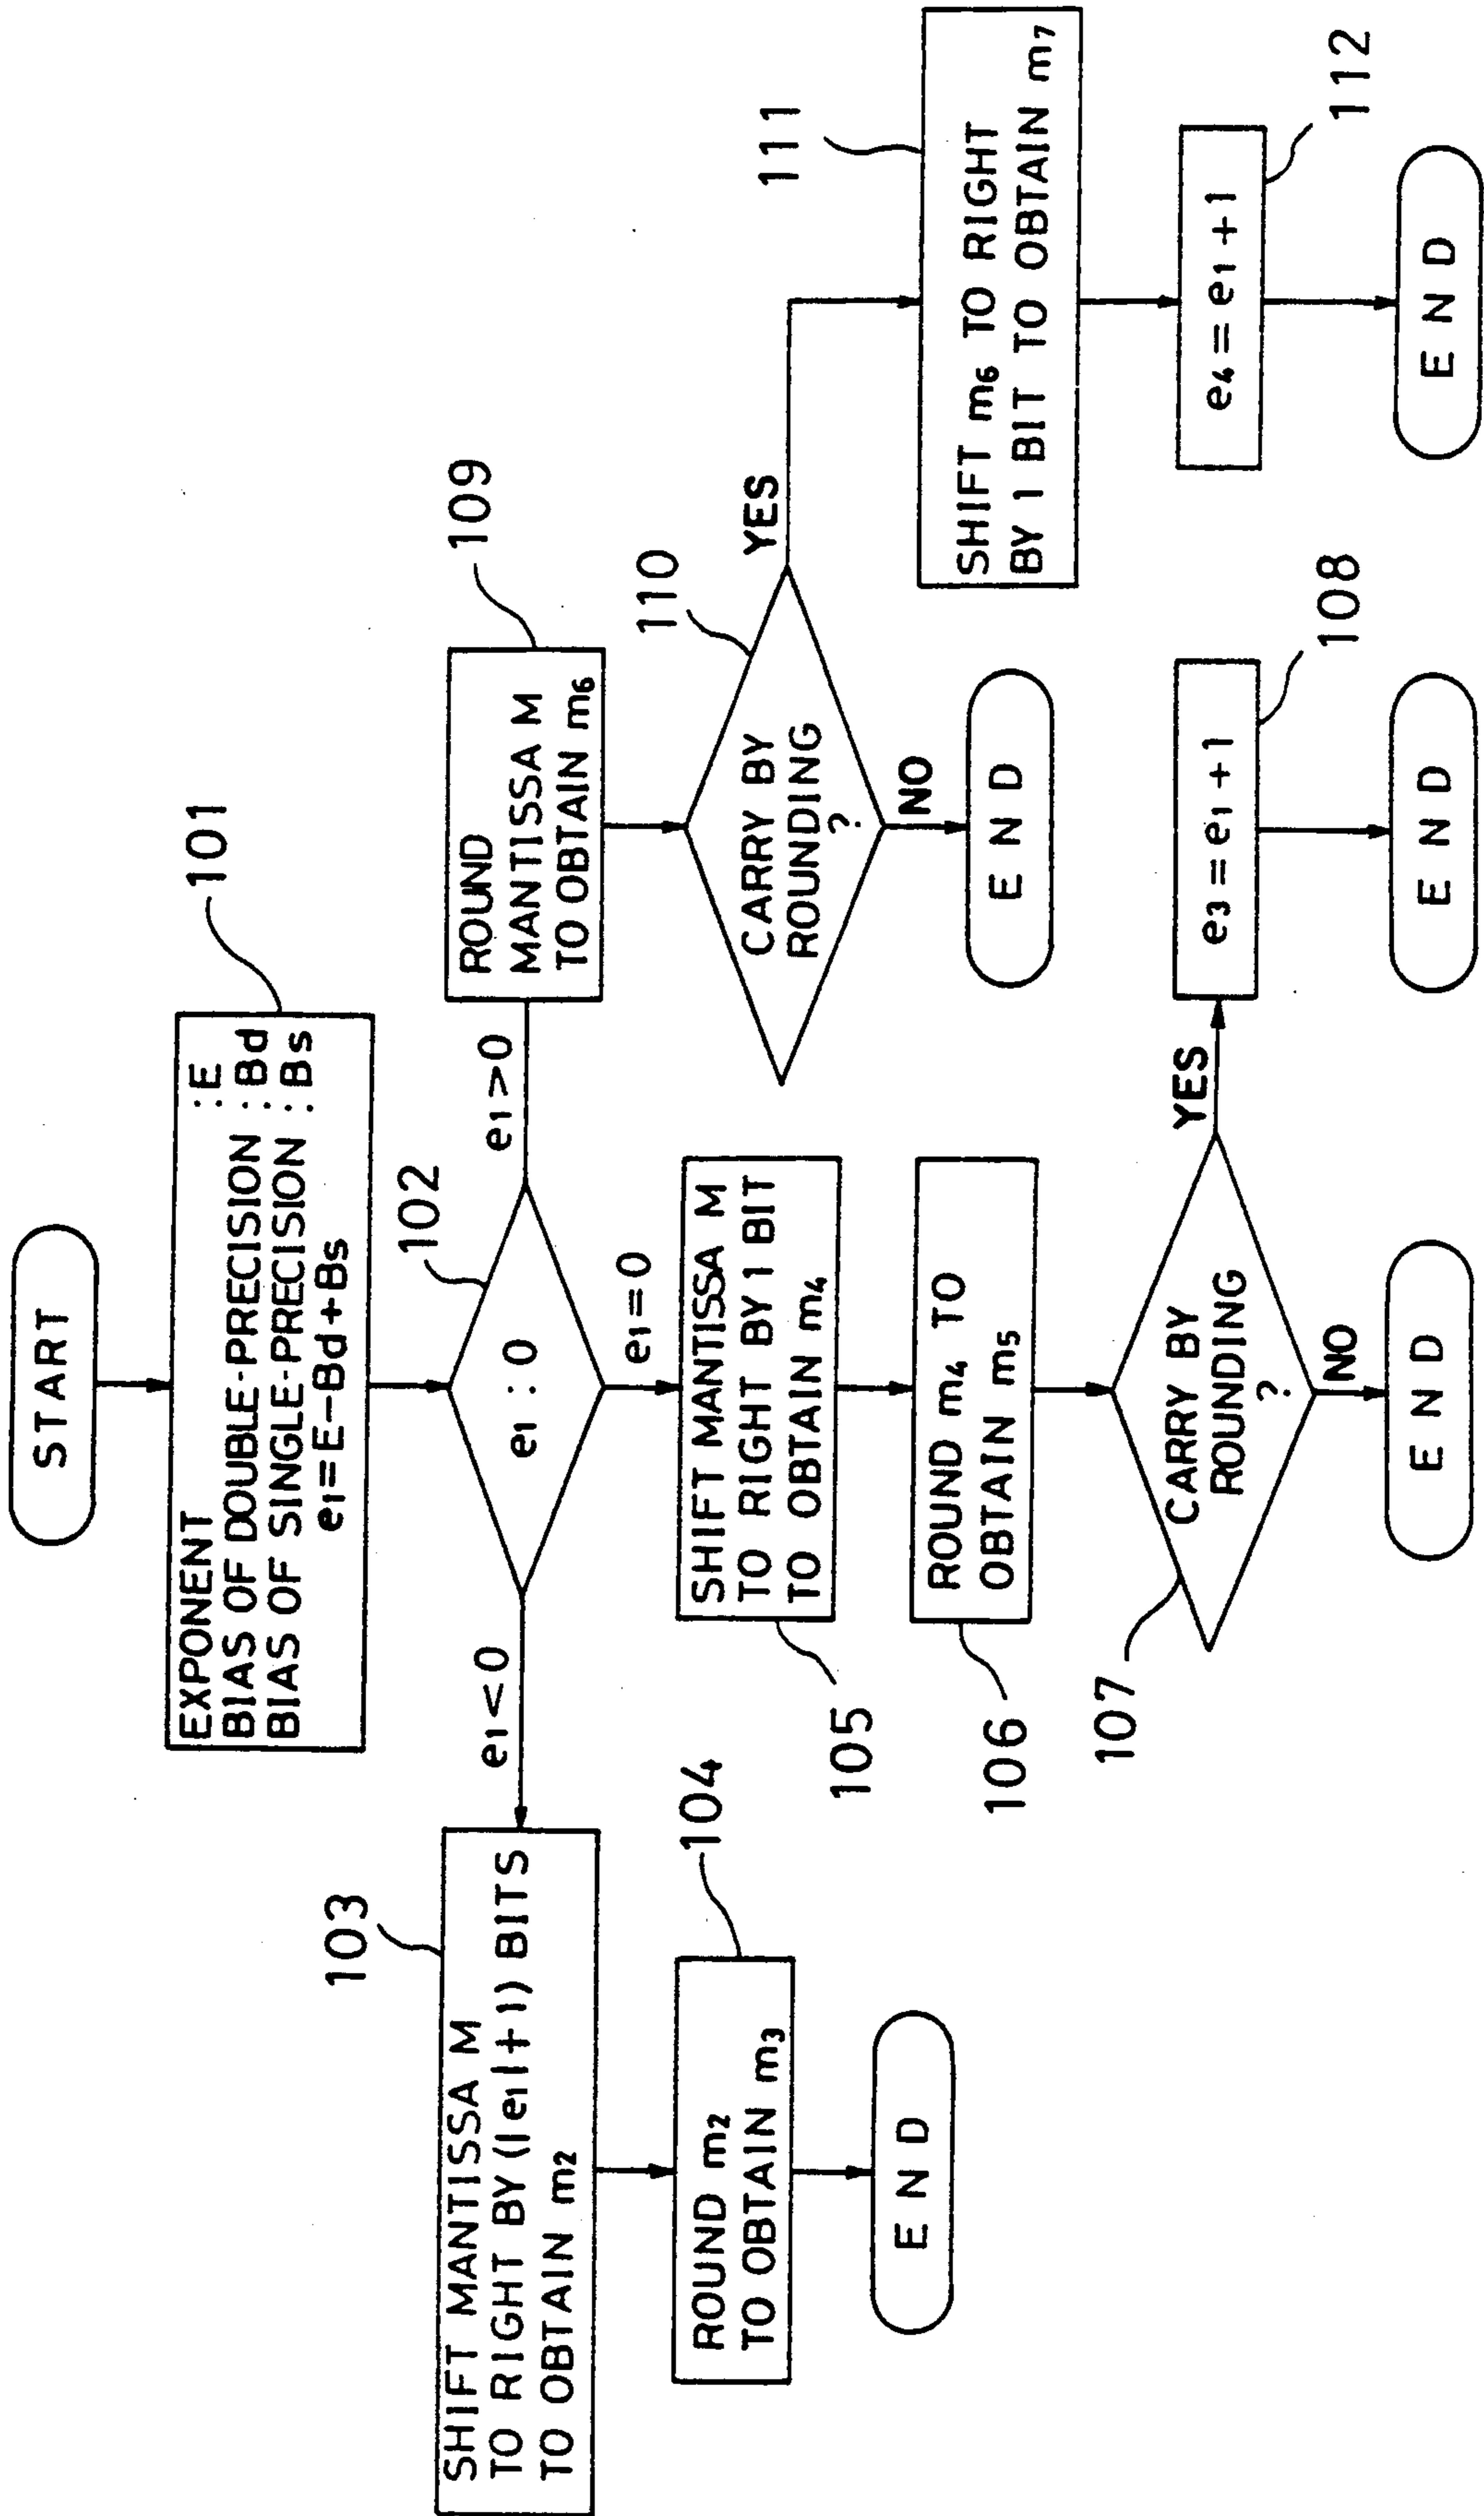 START
101
EXPONENT : E
BIAS OF DOUBLE-PRECISION : Bd
BIAS OF SINGLE-PRECISION : Bs
e1=E-Bd+Bs
102
e1 : 0
e1<0
e1=0
e1>0
103
SHIFT MANTISSA M
TO RIGHT BY (|e1|+1) BITS
TO OBTAIN m2
104
ROUND m2
TO OBTAIN m3
END
105
SHIFT MANTISSA M
TO RIGHT BY 1 BIT
TO OBTAIN m4
106
ROUND m4 TO
OBTAIN m5
107
CARRY BY
ROUNDING
?
YES
NO
END
108
e3=e1+1
END
109
ROUND
MANTISSA M
TO OBTAIN m6
110
CARRY BY
ROUNDING
?
YES
NO
END
111
SHIFT m6 TO RIGHT
BY 1 BIT TO OBTAIN m7
112
e4=e1+1
END